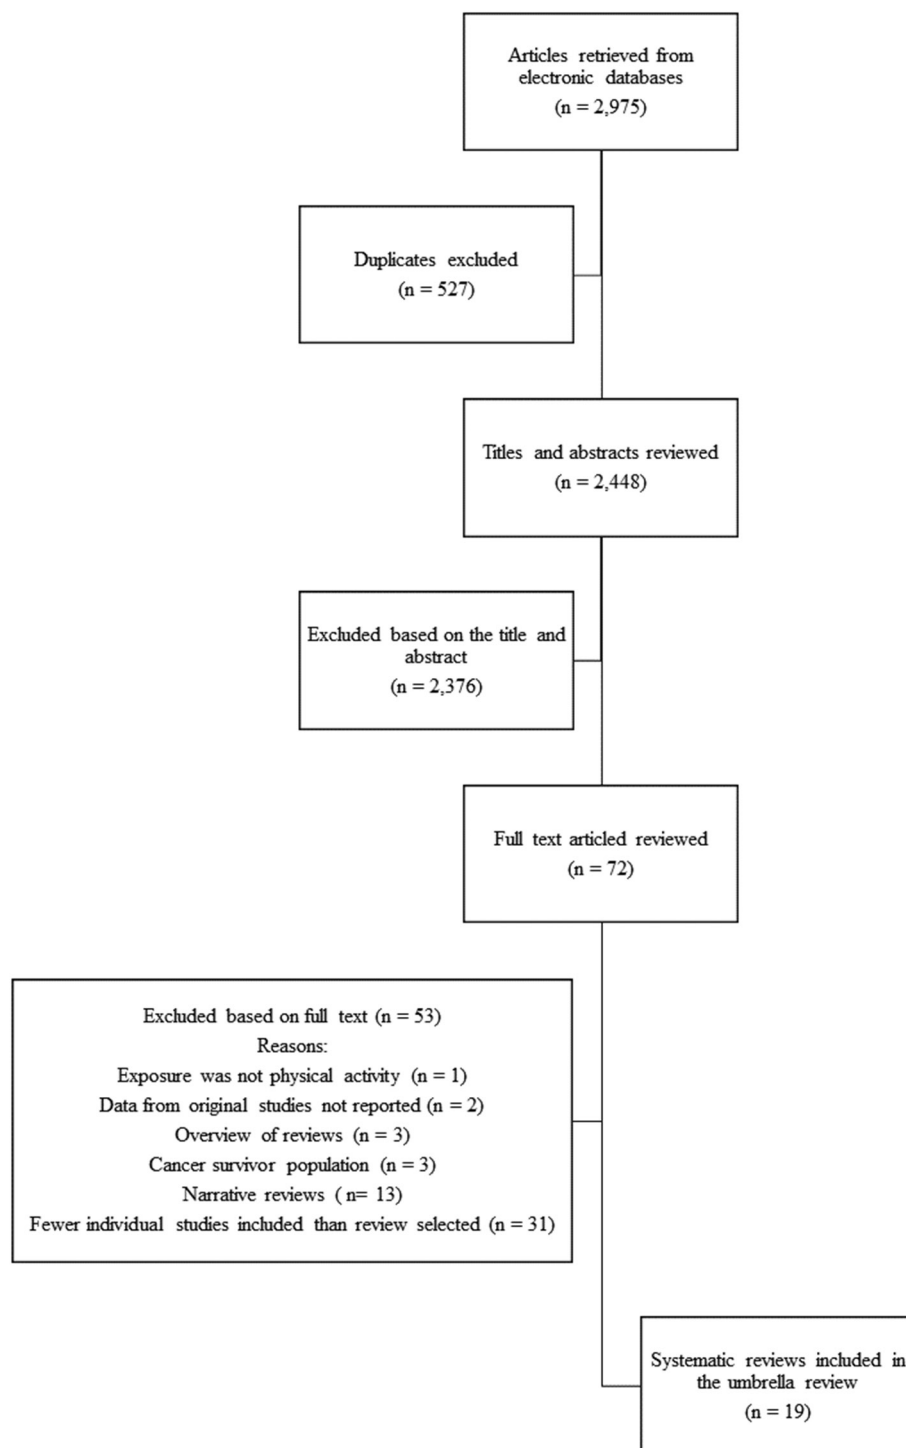 Articles retrieved from
electronic databases
(n = 2,975)
Duplicates excluded
(n = 527)
Titles and abstracts reviewed
(n = 2,448)
Excluded based on the title and
abstract
(n = 2,376)
Full text articled reviewed
(n = 72)
Excluded based on full text (n = 53)
Reasons:
Exposure was not physical activity (n = 1)
Data from original studies not reported (n = 2)
Overview of reviews (n = 3)
Cancer survivor population (n = 3)
Narrative reviews ( n= 13)
Fewer individual studies included than review selected (n = 31)
Systematic reviews included in
the umbrella review
(n = 19)